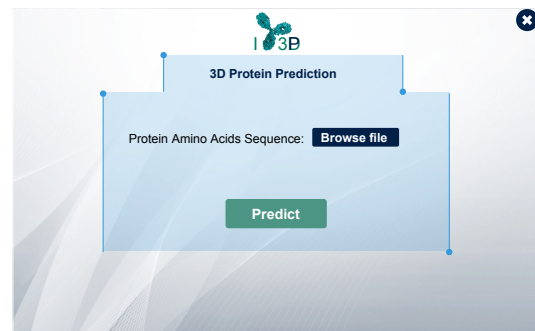 I 3D
3D Protein Prediction
Protein Amino Acids Sequence: Browse file
Predict